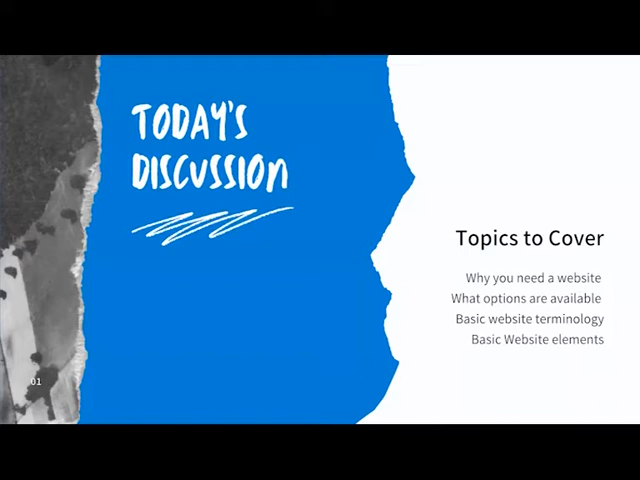 TODAY'S
DISCUSSION
Topics to Cover
Why you need a website
What options are available
Basic website terminology
Basic Website elements
01